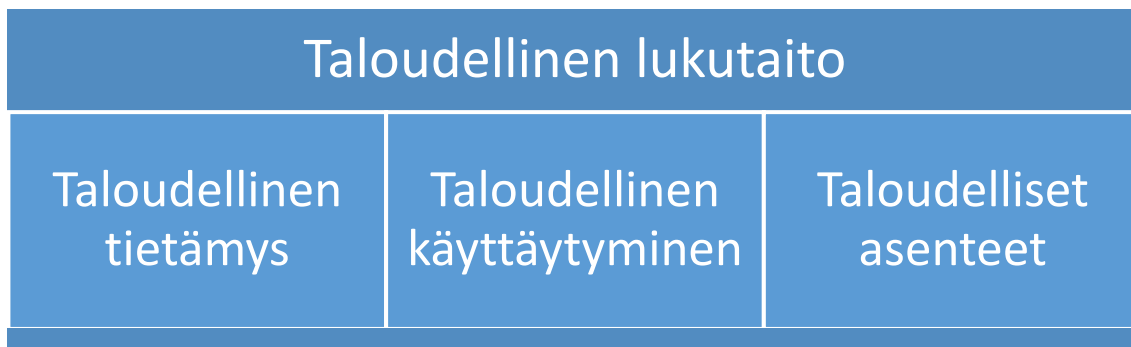 Taloudellinen lukutaito
Taloudellinen
tietämys
Taloudellinen
käyttäytyminen
Taloudelliset
asenteet